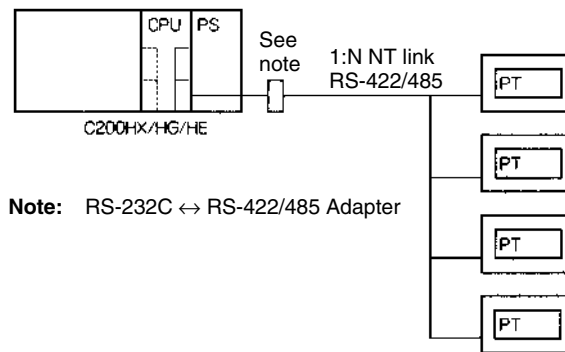 CPU PS
See
note
1:N NT link
RS-422/485
PT
C200HX/HG/HE
PT
Note: RS-232C ↔ RS-422/485 Adapter
PT
PT